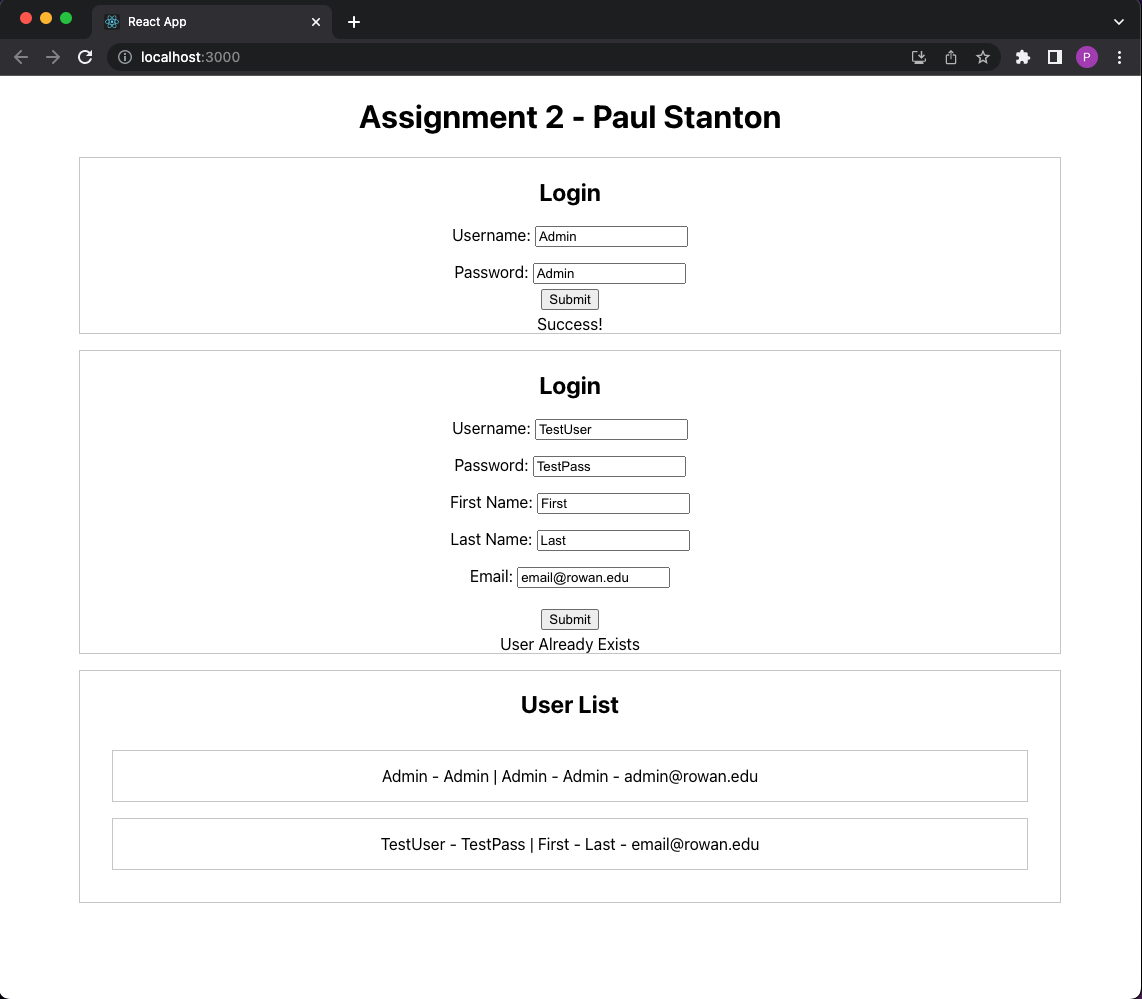 React App
localhost:3000
P
Assignment 2 - Paul Stanton
Login
Username: Admin
Password: Admin
Submit
Success!
Login
Username: TestUser
Password: TestPass
First Name: First
Last Name: Last
Email: email@rowan.edu
Submit
User Already Exists
User List
Admin - Admin | Admin - Admin - admin@rowan.edu
TestUser - TestPass | First - Last - email@rowan.edu